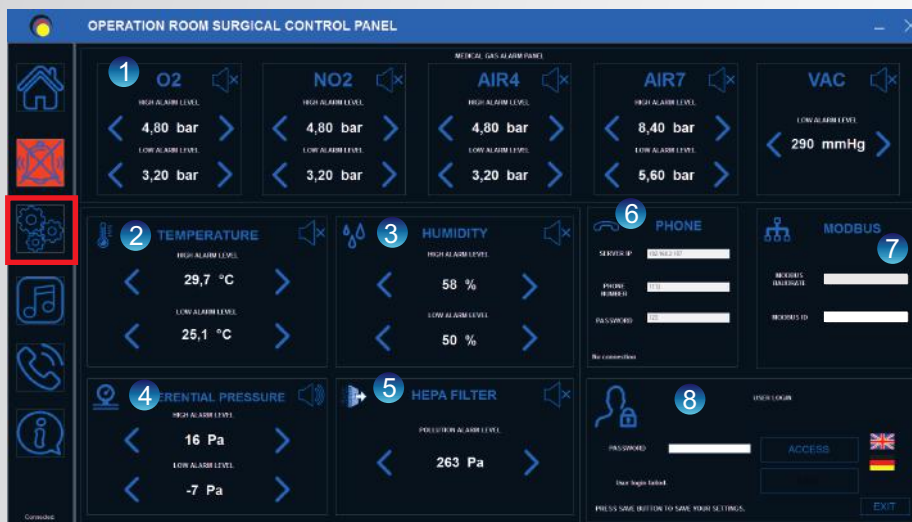 OPERATION ROOM SURGICAL CONTROL PANEL
MEDICAL GAS ALARM PANEL
1
O2
HIGH ALARM LEVEL
4,80 bar
LOW ALARM LEVEL
3,20 bar
NO2
HIGH ALARM LEVEL
4,80 bar
LOW ALARM LEVEL
3,20 bar
AIR4
HIGH ALARM LEVEL
4,80 bar
LOW ALARM LEVEL
3,20 bar
AIR7
HIGH ALARM LEVEL
8,40 bar
LOW ALARM LEVEL
5,60 bar
VAC
LOW ALARM LEVEL
290 mmHg
2
TEMPERATURE
HIGH ALARM LEVEL
29,7 °C
LOW ALARM LEVEL
25,1 °C
3
HUMIDITY
HIGH ALARM LEVEL
58 %
LOW ALARM LEVEL
50 %
6
PHONE
SERVER IP
PHONE
NUMBER
PASSWORD
No connection
MODBUS
7
MODBUS
BAUDRATE
MODBUS ID
4
ERENTIAL PRESSURE
HIGH ALARM LEVEL
16 Pa
LOW ALARM LEVEL
-7 Pa
5
HEPA FILTER
POLLUTION ALARM LEVEL
263 Pa
8
USER LOGIN
PASSWORD
ACCESS
User login failed.
PRESS SAVE BUTTON TO SAVE YOUR SETTINGS.
EXIT
Connected